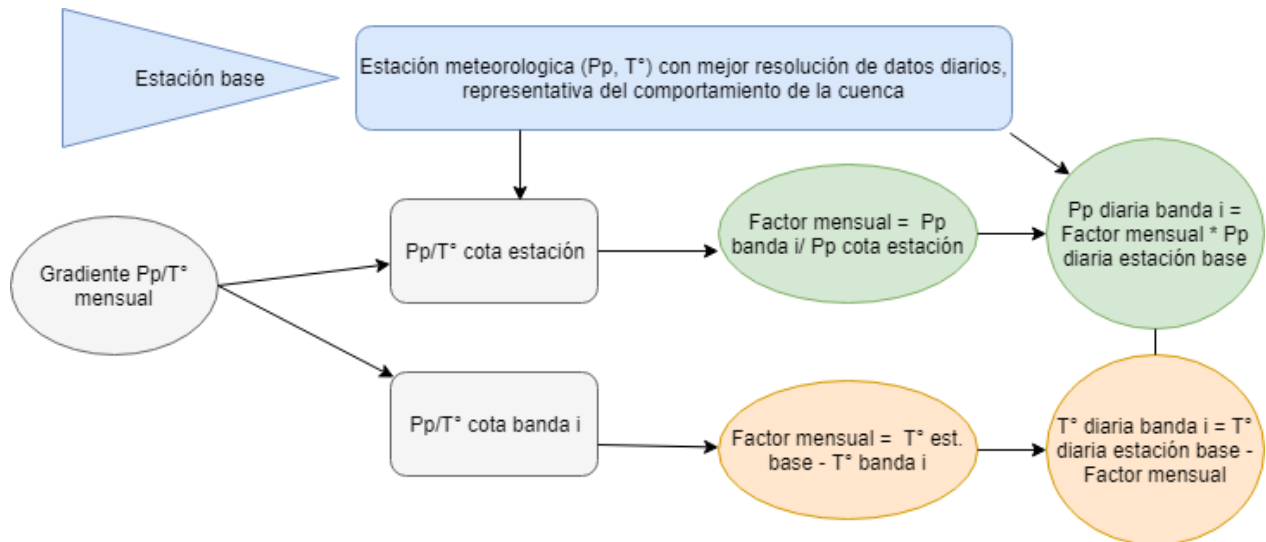 Estación base
Estación meteorologica (Pp, T°) con mejor resolución de datos diarios,
representativa del comportamiento de la cuenca
Gradiente Pp/T°
mensual
Pp/T° cota estación
Factor mensual =  Pp
banda i/ Pp cota estación
Pp diaria banda i =
Factor mensual * Pp
diaria estación base
Pp/T° cota banda i
Factor mensual =  T° est.
base - T° banda i
T° diaria banda i = T°
diaria estación base -
Factor mensual